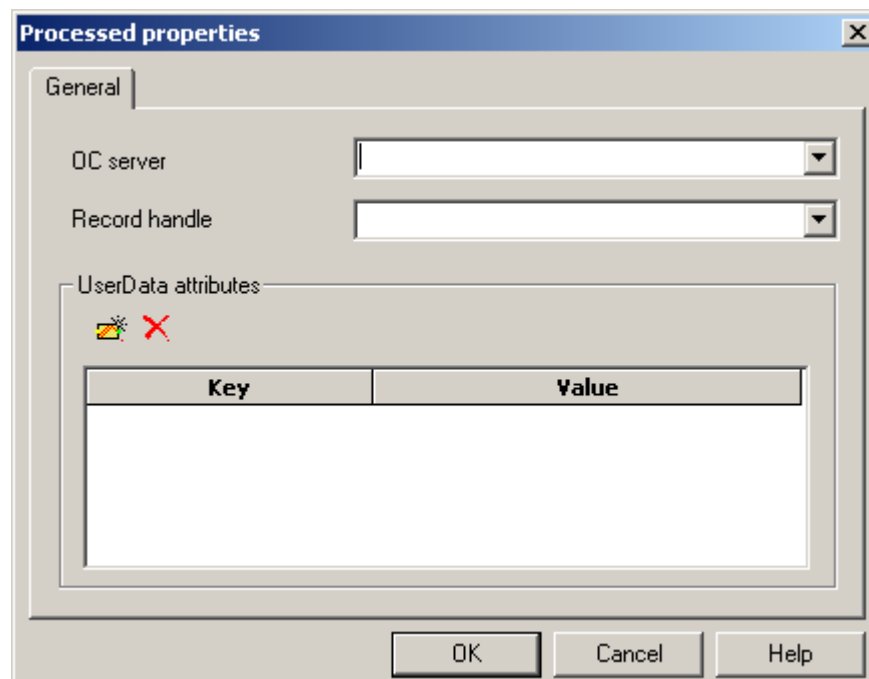 Processed properties
General
OC server
Record handle
UserData attributes
Key Value
OK Cancel Help